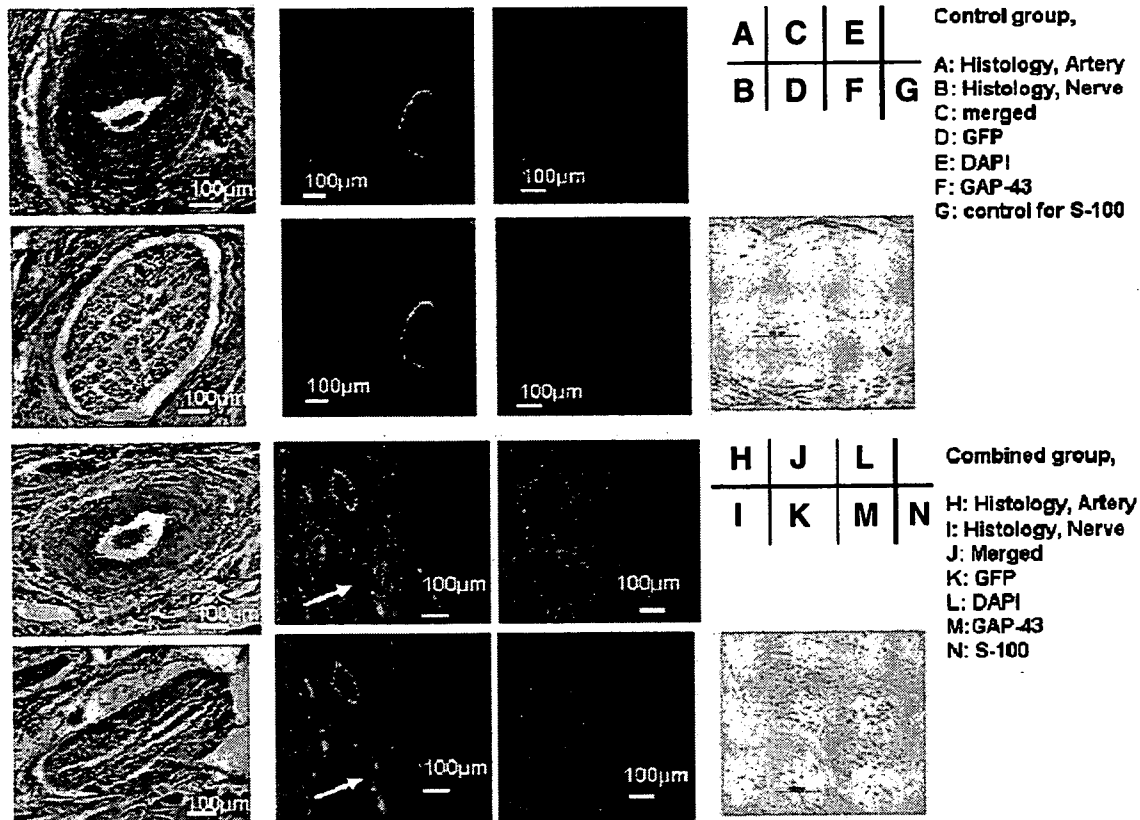 A C E
B D F G
Control group,
A: Histology, Artery
B: Histology, Nerve
C: merged
D: GFP
E: DAPI
F: GAP-43
G: control for S-100
100µm
100µm
100µm
100µm
100µm
100µm
H J L
I K M N
Combined group,
H: Histology, Artery
I: Histology, Nerve
J: Merged
K: GFP
L: DAPI
M: GAP-43
N: S-100
100µm
100µm
100µm
100µm
100µm
100µm